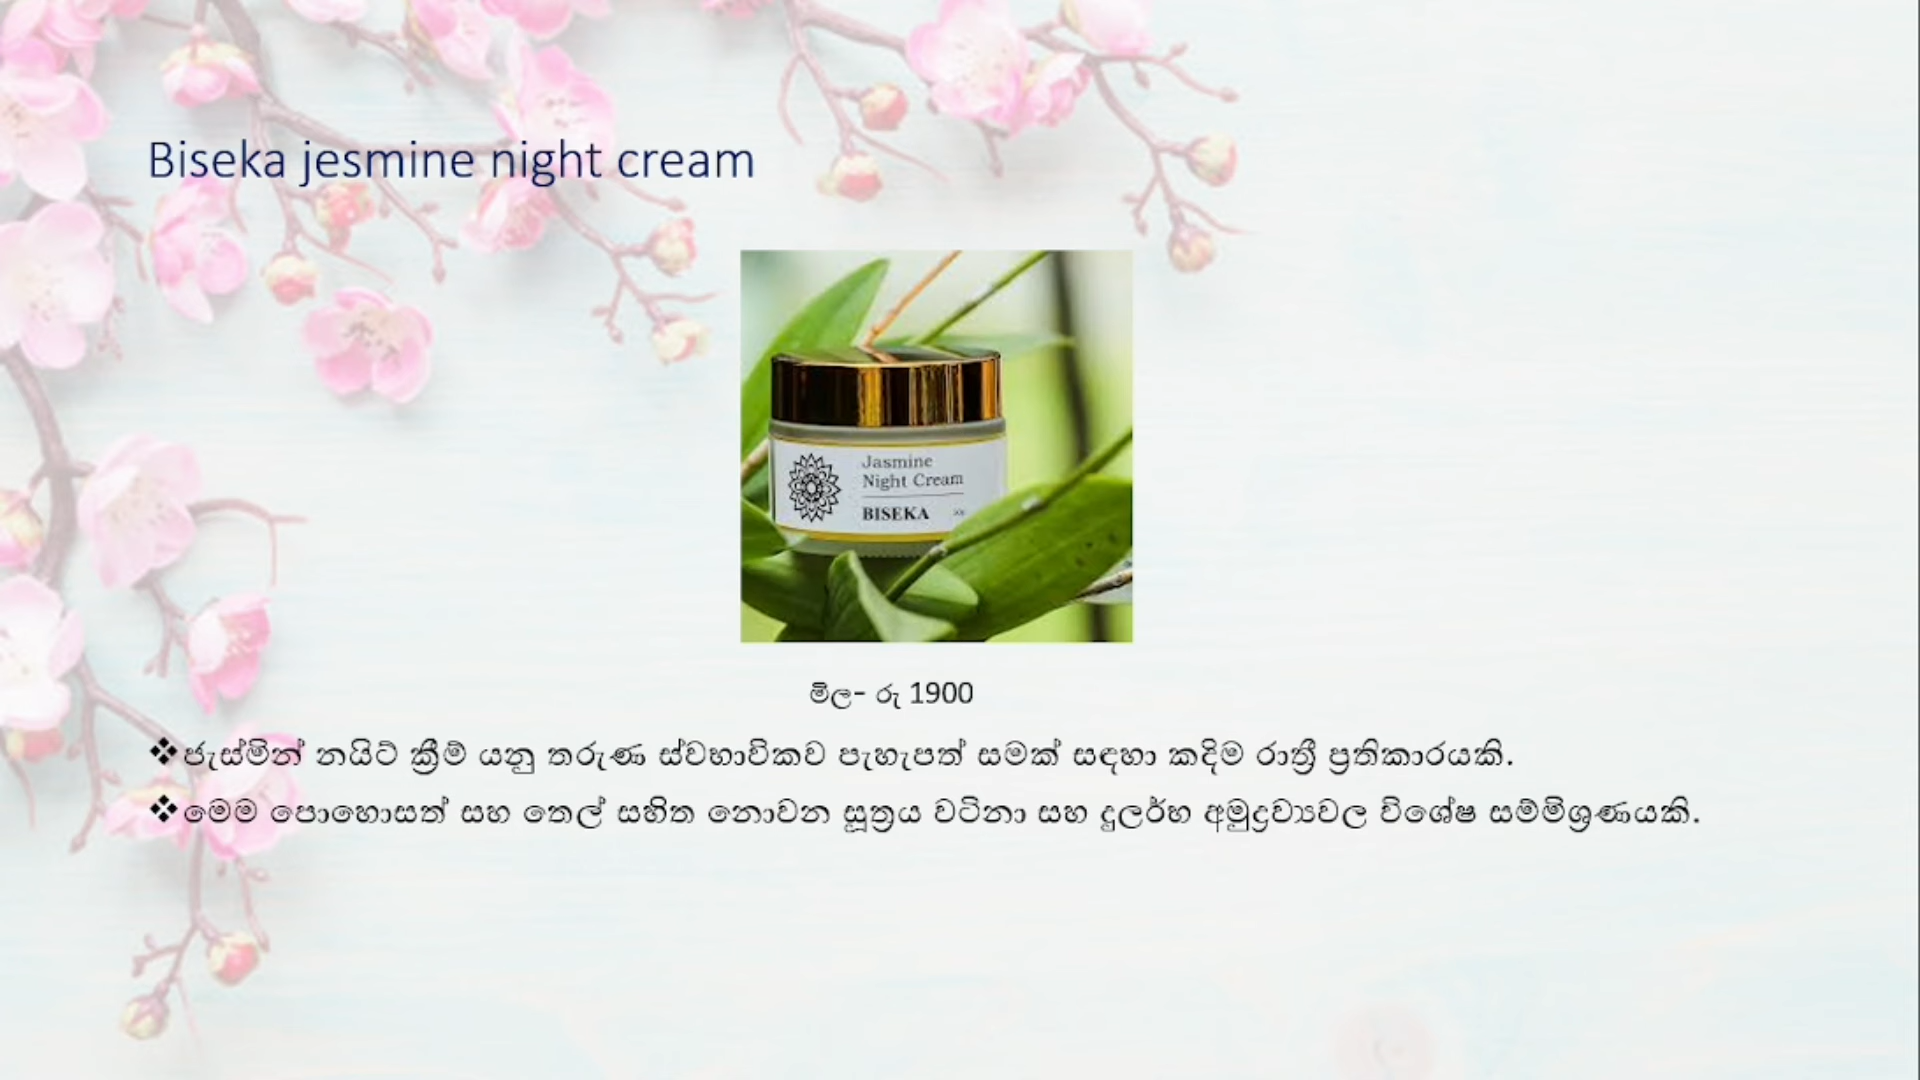 Biseka jesmine night cream
Jasmine
Night Cream
BISEKA
මිල- රු 1900
❖ජැස්මින් නයිට් ක්‍රීම් යනු තරුණ ස්වභාවිකව පැහැපත් සමක් සඳහා කදිම රාත්‍රී ප්‍රතිකාරයකි.
❖මෙම පොහොසත් සහ තෙල් සහිත නොවන සූත්‍රය වටිනා සහ දුලර්භ අමුද්‍රව්‍යවල විශේෂ සම්මිශ්‍රණයකි.